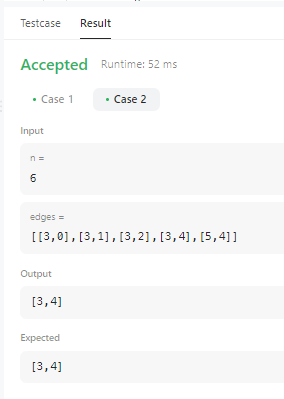 Testcase Result
Accepted Runtime: 52 ms
• Case 1 • Case 2
Input
n =
6
edges =
[[3,0],[3,1],[3,2],[3,4],[5,4]]
Output
[3,4]
Expected
[3,4]